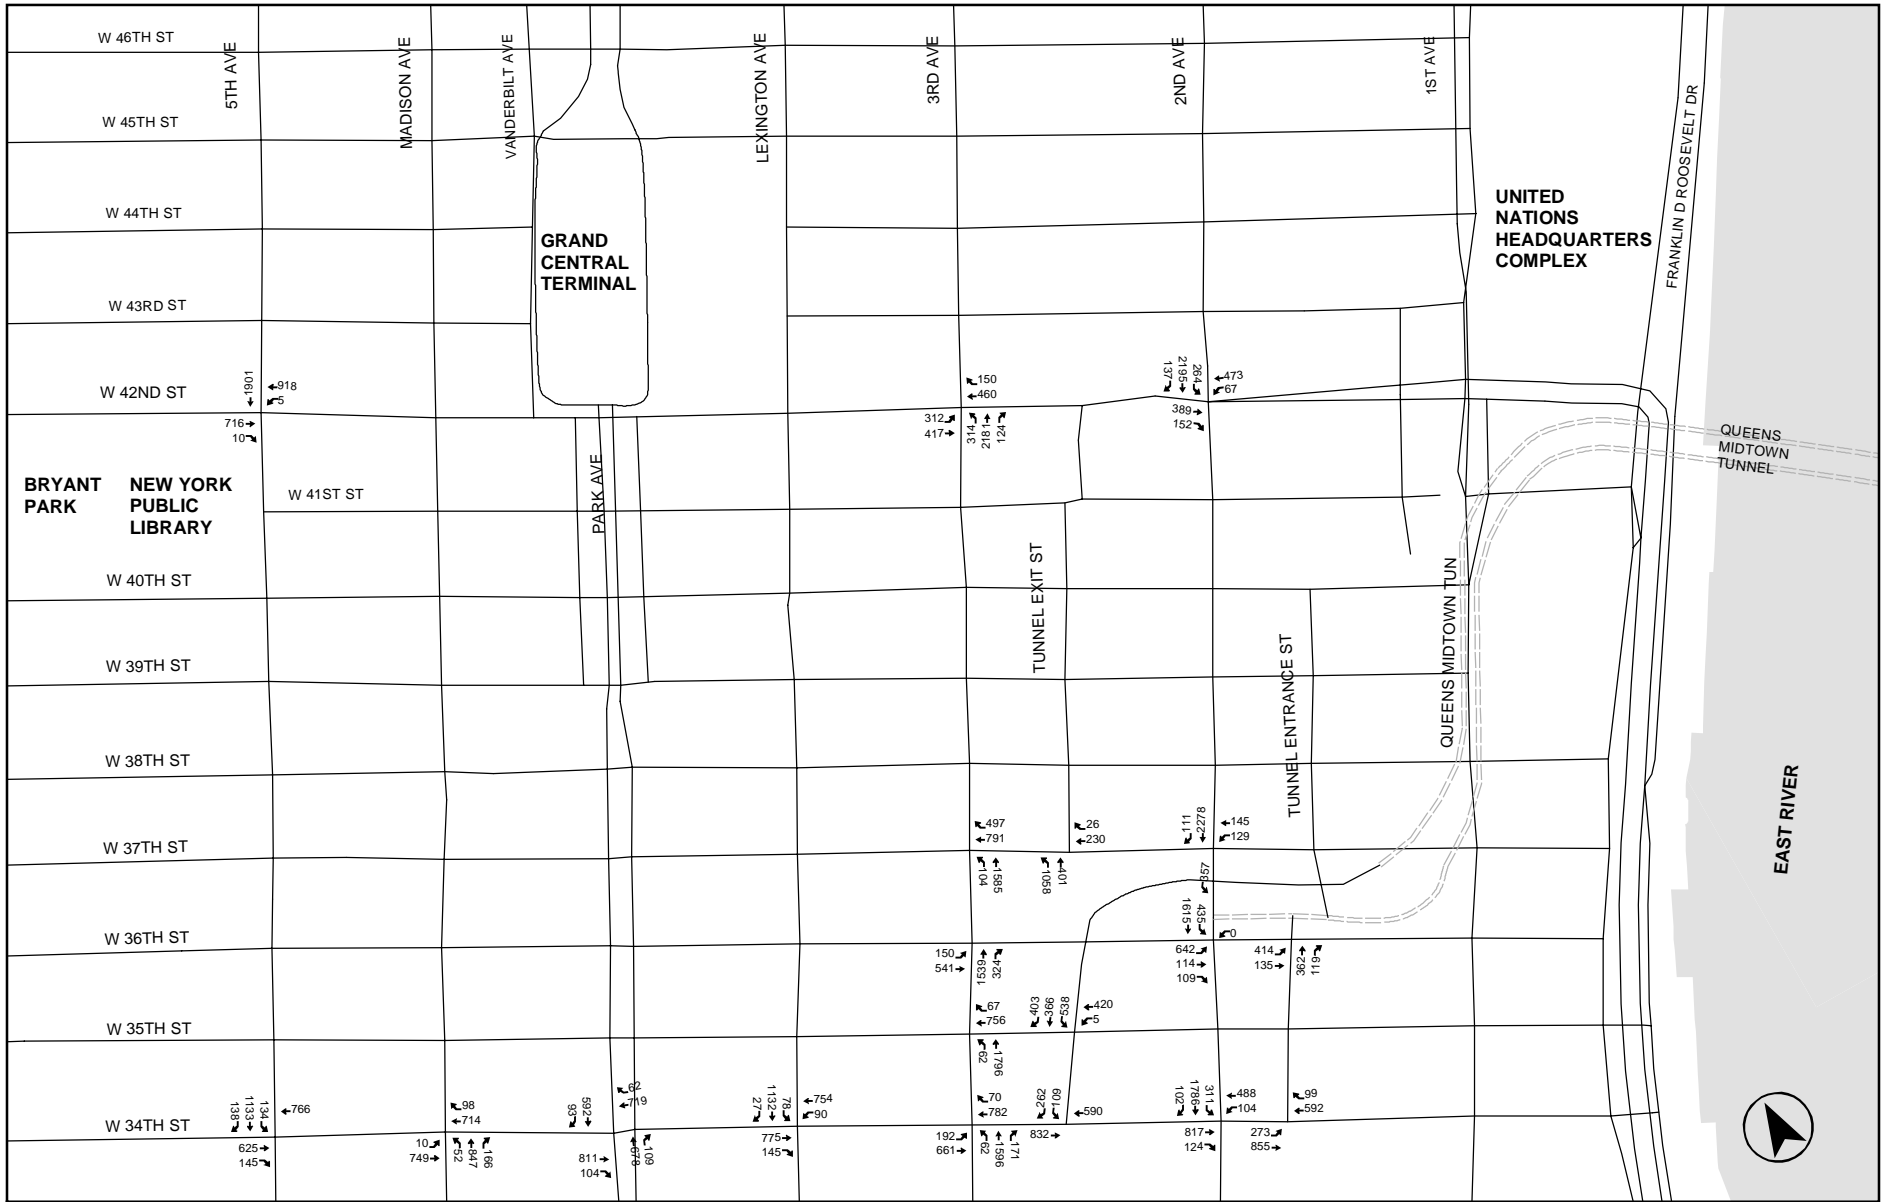 W 46TH ST
5TH AVE
MADISON AVE
VANDERBILT AVE
LEXINGTON AVE
3RD AVE
2ND AVE
1ST AVE
FRANKLIN D ROOSEVELT DR
W 45TH ST
W 44TH ST
UNITED
NATIONS
HEADQUARTERS
COMPLEX
GRAND
CENTRAL
TERMINAL
W 43RD ST
W 42ND ST
1901
918
5
716
10
150
460
312
417
314
2181
124
137
2195
264
473
67
389
152
QUEENS
MIDTOWN
TUNNEL
BRYANT
PARK
NEW YORK
PUBLIC
LIBRARY
W 41ST ST
PARK AVE
W 40TH ST
TUNNEL EXIT ST
QUEENS MIDTOWN TUN
W 39TH ST
TUNNEL ENTRANCE ST
W 38TH ST
EAST RIVER
W 37TH ST
497
791
104
1585
26
230
1058
401
111
2278
145
129
357
W 36TH ST
1615
435
0
150
541
1539
324
642
114
109
414
135
362
119
W 35TH ST
67
756
62
1796
403
366
538
420
5
W 34TH ST
138
1133
134
766
625
145
98
714
10
749
52
847
166
93
592
62
719
811
104
678
109
27
1132
78
754
90
775
145
70
782
192
661
62
1596
171
262
109
590
832
102
1786
311
488
104
817
124
99
592
273
855